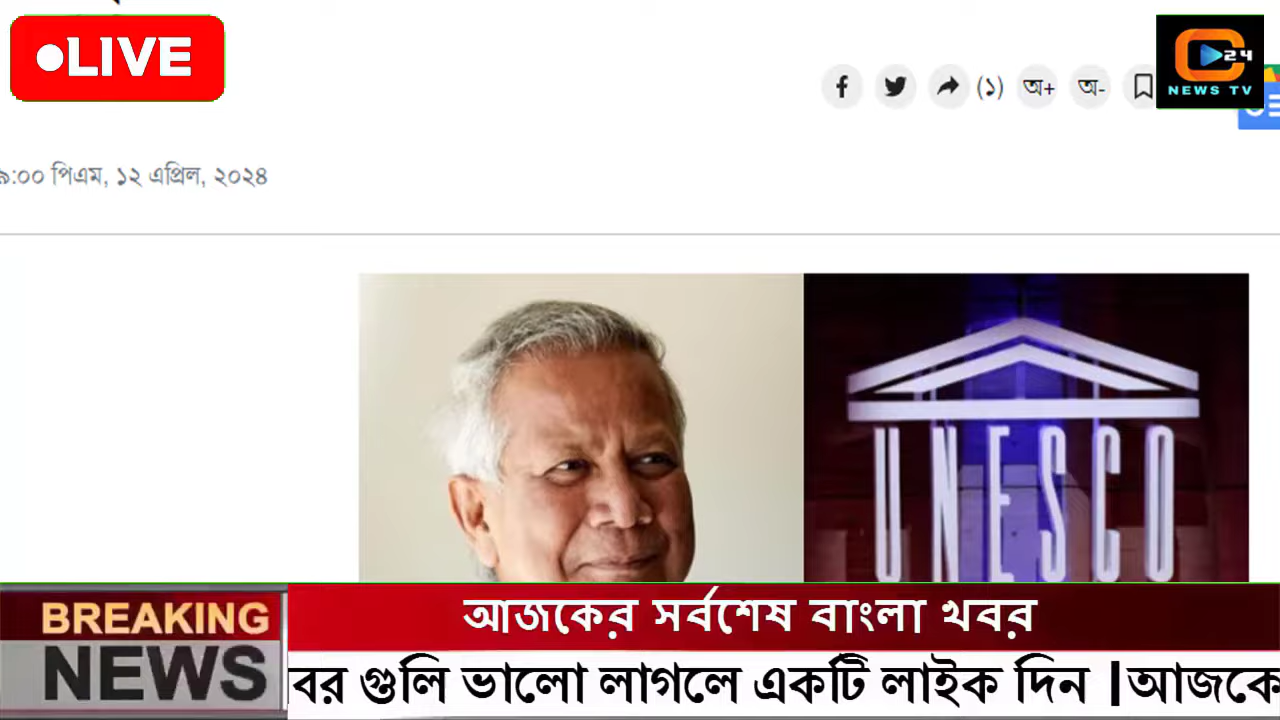 LIVE
24
NEWS TV
(১) অ+ অ-
৯:০০ পিএম, ১২ এপ্রিল, ২০২৪
UNESCO
BREAKING
NEWS
আজকের সর্বশেষ বাংলা খবর
বর গুলি ভালো লাগলে একটি লাইক দিন |আজকে